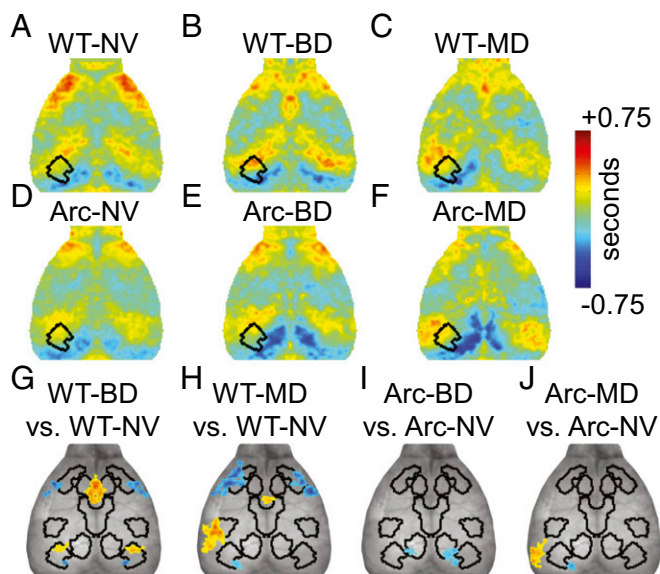 A
WT-NV
B
WT-BD
C
WT-MD
+0.75
seconds
-0.75
D
Arc-NV
E
Arc-BD
F
Arc-MD
G
WT-BD
vs. WT-NV
H
WT-MD
vs. WT-NV
I
Arc-BD
vs. Arc-NV
J
Arc-MD
vs. Arc-NV